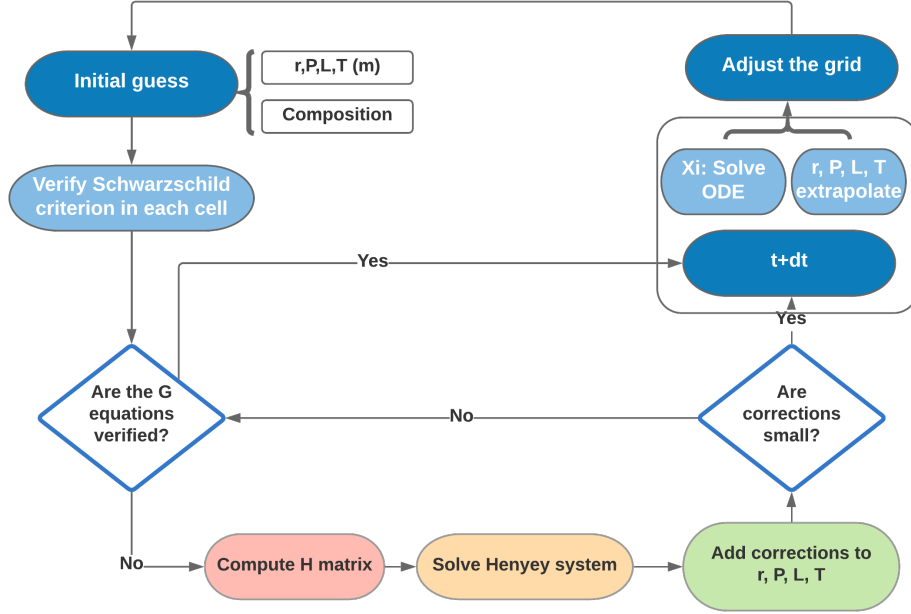 Initial guess
r,P,L,T (m)
Composition
Adjust the grid
Verify Schwarzschild
criterion in each cell
Xi: Solve
ODE
r, P, L, T
extrapolate
Yes
t+dt
Yes
Are the G
equations
verified?
No
Are
corrections
small?
No
Compute H matrix
Solve Henyey system
Add corrections to
r, P, L, T